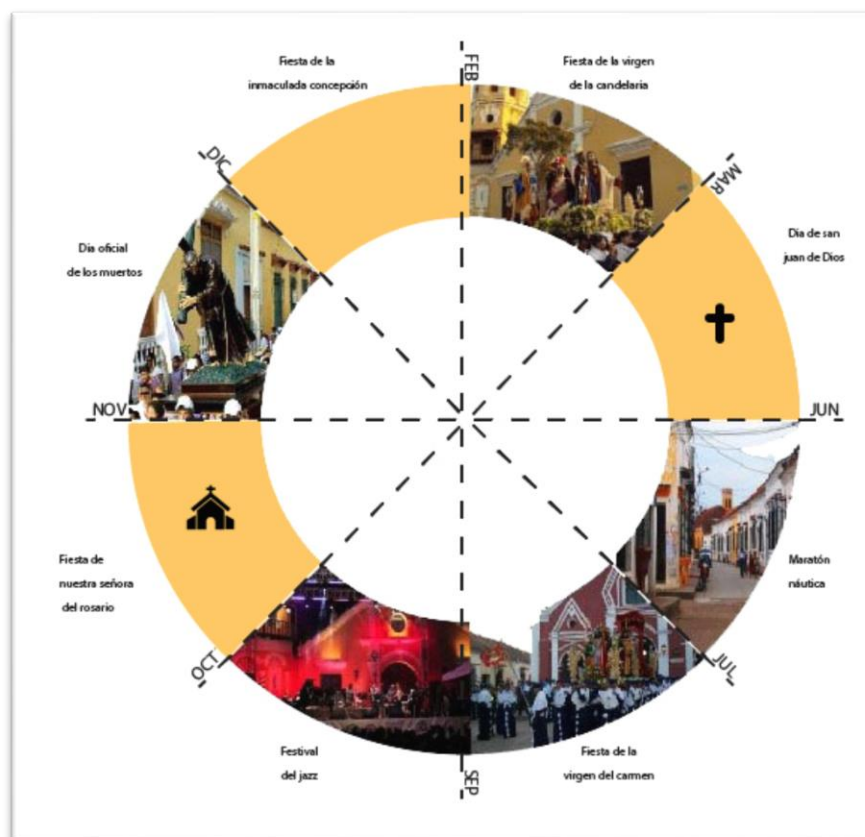 Fiesta de la
inmaculada concepción
FEB
Fiesta de la virgen
de la candelaria
DIC
MAR
Dia oficial
de los muertos
Dia de san
juan de Dios
NOV
JUN
Fiesta de
nuestra señora
del rosario
Maratón
náutica
OCT
JUL
Festival
del jazz
SEP
Fiesta de la
virgen del carmen